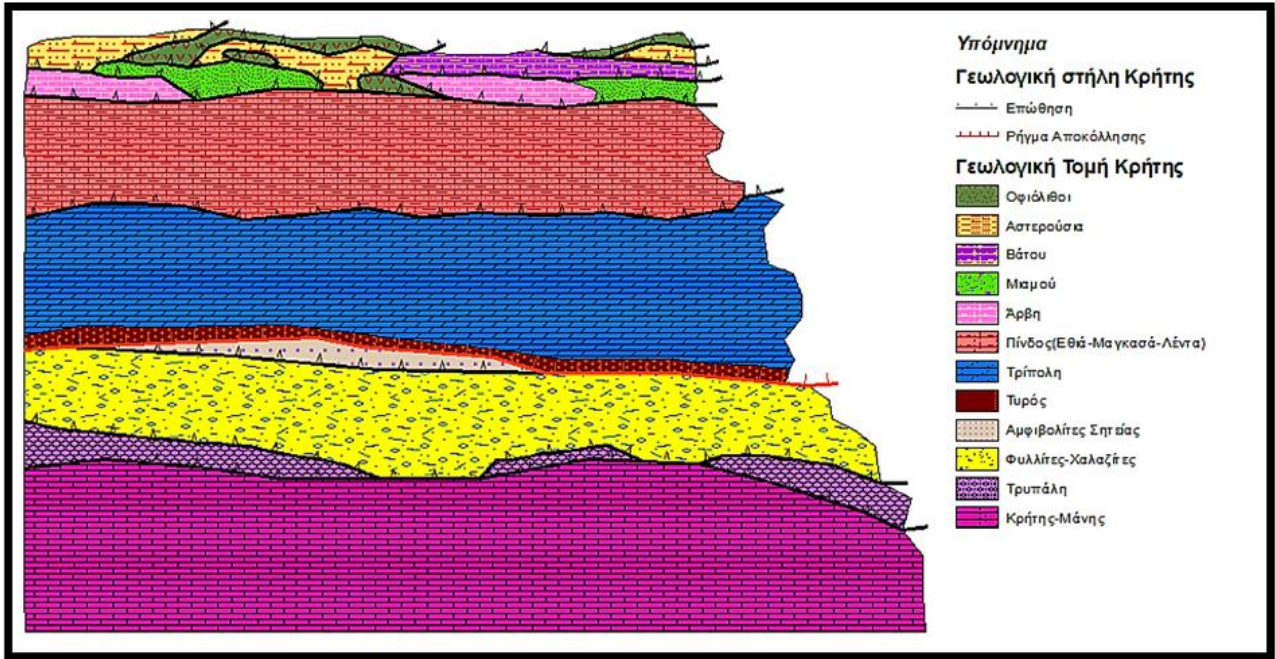 Υπόμνημα
Γεωλογική στήλη Κρήτης
Επώθηση
Ρήγμα Αποκόλλησης
Γεωλογική Τομή Κρήτης
Οφιόλιθοι
Αστερούσια
Βάτου
Μιαμού
Άρβη
Πίνδος(Εθιά-Μαγκασά-Λέντα)
Τρίπολη
Τυρός
Αμφιβολίτες Σητείας
Φυλλίτες-Χαλαζίτες
Τρυπάλη
Κρήτης-Μάνης